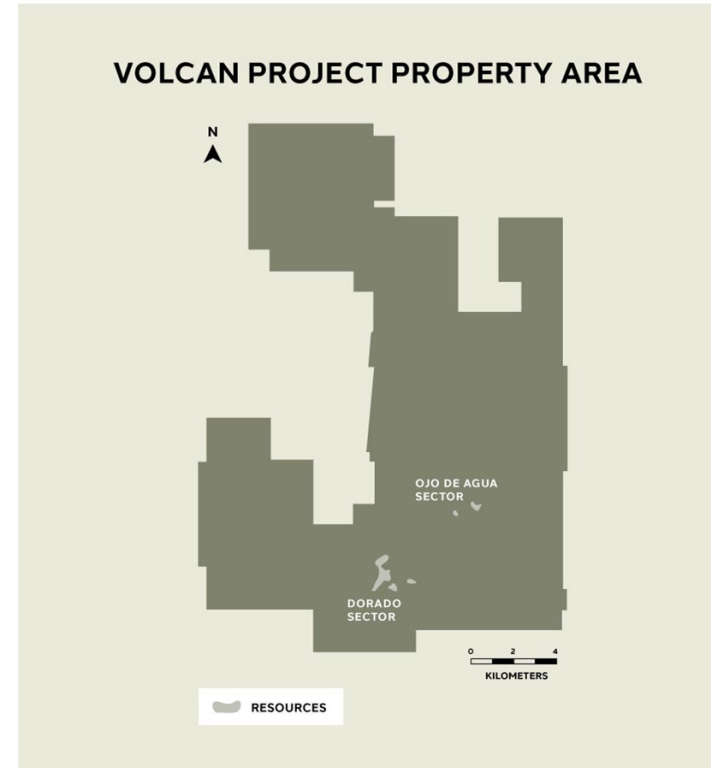 VOLCAN PROJECT PROPERTY AREA
N
OJO DE AGUA
SECTOR
DORADO
SECTOR
0 2 4
KILOMETERS
RESOURCES